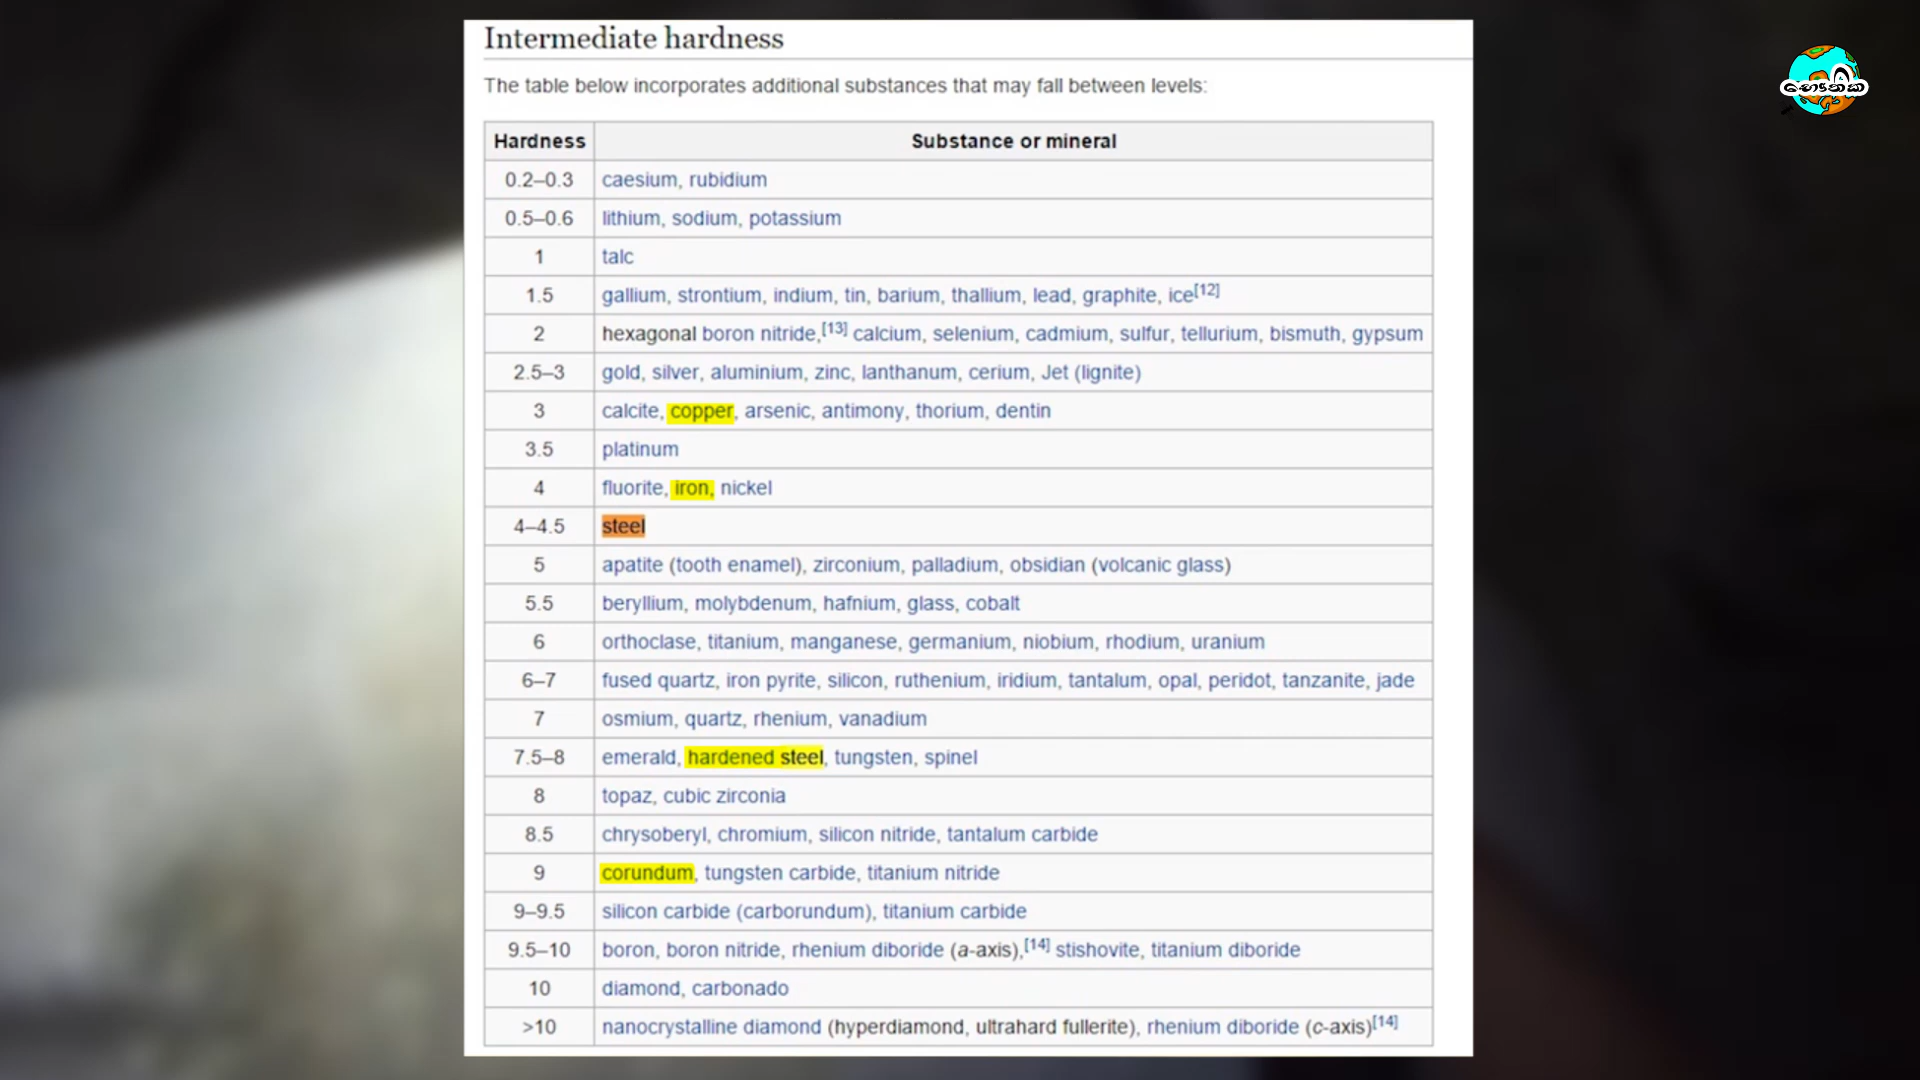 Intermediate hardness
The table below incorporates additional substances that may fall between levels:
Hardness Substance or mineral
0.2–0.3 caesium, rubidium
0.5–0.6 lithium, sodium, potassium
1 talc
1.5 gallium, strontium, indium, tin, barium, thallium, lead, graphite, ice[12]
2 hexagonal boron nitride,[13] calcium, selenium, cadmium, sulfur, tellurium, bismuth, gypsum
2.5–3 gold, silver, aluminium, zinc, lanthanum, cerium, Jet (lignite)
3 calcite, copper, arsenic, antimony, thorium, dentin
3.5 platinum
4 fluorite, iron, nickel
4–4.5 steel
5 apatite (tooth enamel), zirconium, palladium, obsidian (volcanic glass)
5.5 beryllium, molybdenum, hafnium, glass, cobalt
6 orthoclase, titanium, manganese, germanium, niobium, rhodium, uranium
6–7 fused quartz, iron pyrite, silicon, ruthenium, iridium, tantalum, opal, peridot, tanzanite, jade
7 osmium, quartz, rhenium, vanadium
7.5–8 emerald, hardened steel, tungsten, spinel
8 topaz, cubic zirconia
8.5 chrysoberyl, chromium, silicon nitride, tantalum carbide
9 corundum, tungsten carbide, titanium nitride
9–9.5 silicon carbide (carborundum), titanium carbide
9.5–10 boron, boron nitride, rhenium diboride (a-axis),[14] stishovite, titanium diboride
10 diamond, carbonado
>10 nanocrystalline diamond (hyperdiamond, ultrahard fullerite), rhenium diboride (c-axis)[14]